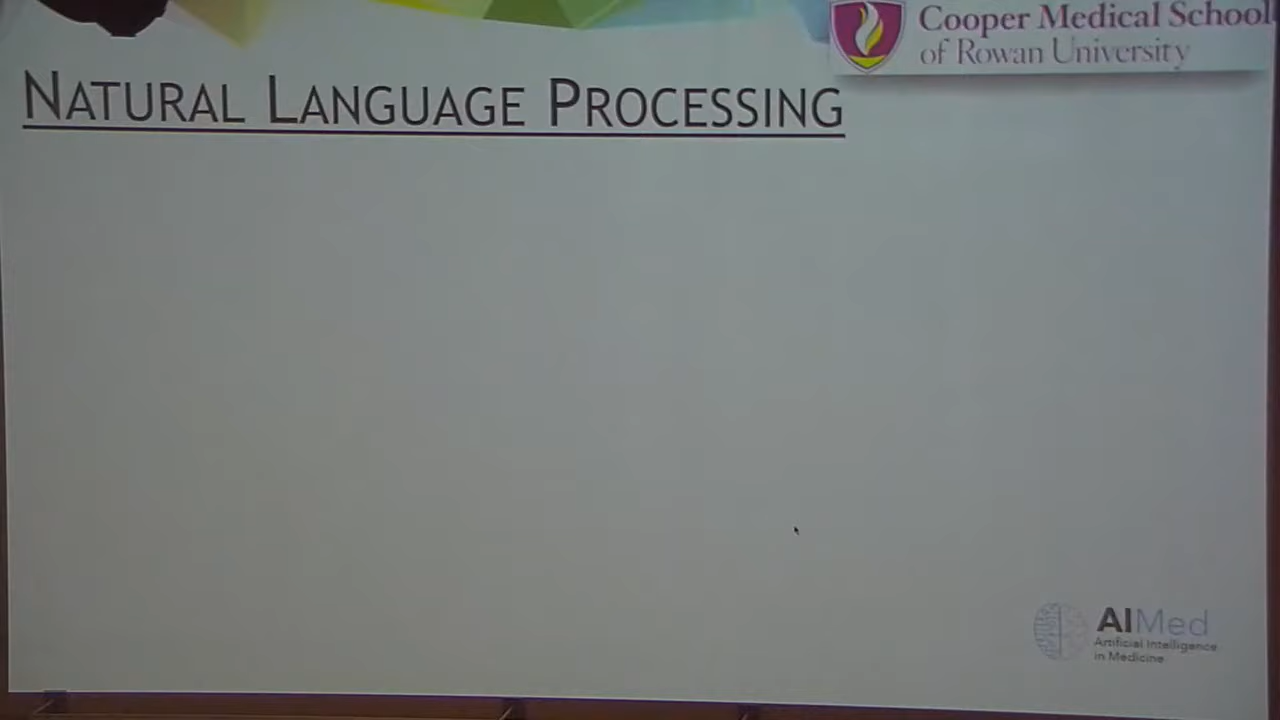 Cooper Medical School
of Rowan University
NATURAL LANGUAGE PROCESSING
AIMed
Artificial Intelligence
in Medicine